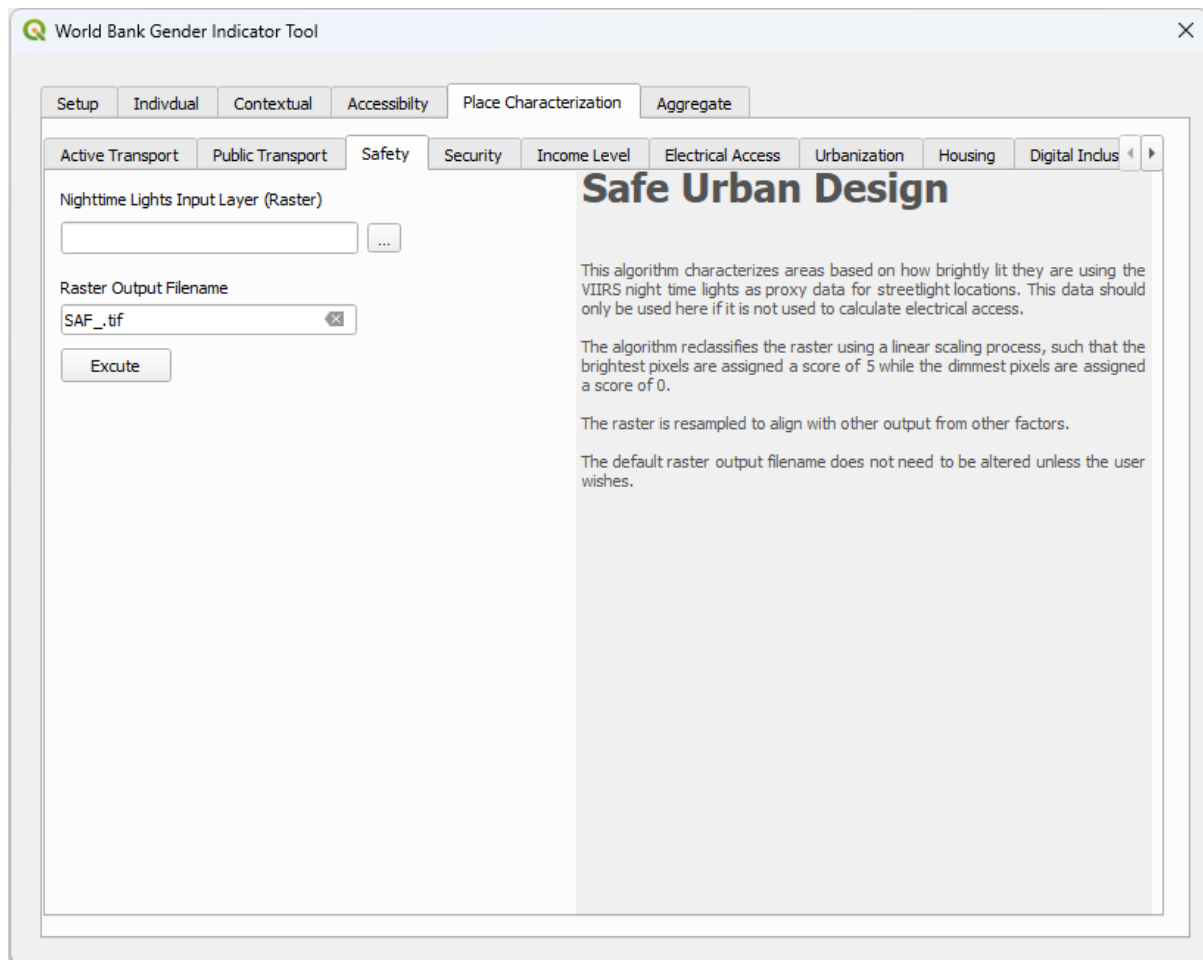 World Bank Gender Indicator Tool
Setup Indivdual Contextual Accessibilty Place Characterization Aggregate
Active Transport Public Transport Safety Security Income Level Electrical Access Urbanization Housing Digital Inclus
Nighttime Lights Input Layer (Raster)
...
Raster Output Filename
SAF_.tif
Excute
Safe Urban Design
This algorithm characterizes areas based on how brightly lit they are using the
VIIRS night time lights as proxy data for streetlight locations. This data should
only be used here if it is not used to calculate electrical access.
The algorithm reclassifies the raster using a linear scaling process, such that the
brightest pixels are assigned a score of 5 while the dimmest pixels are assigned
a score of 0.
The raster is resampled to align with other output from other factors.
The default raster output filename does not need to be altered unless the user
wishes.